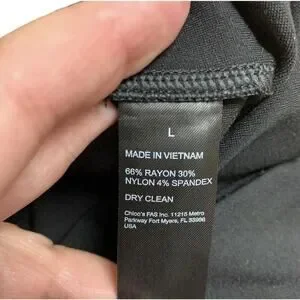 L
MADE IN VIETNAM
66% RAYON 30%
NYLON 4% SPANDEX
DRY CLEAN
Chico's FAS Inc. 11215 Metro
Parkway Fort Myers, FL 33966
USA